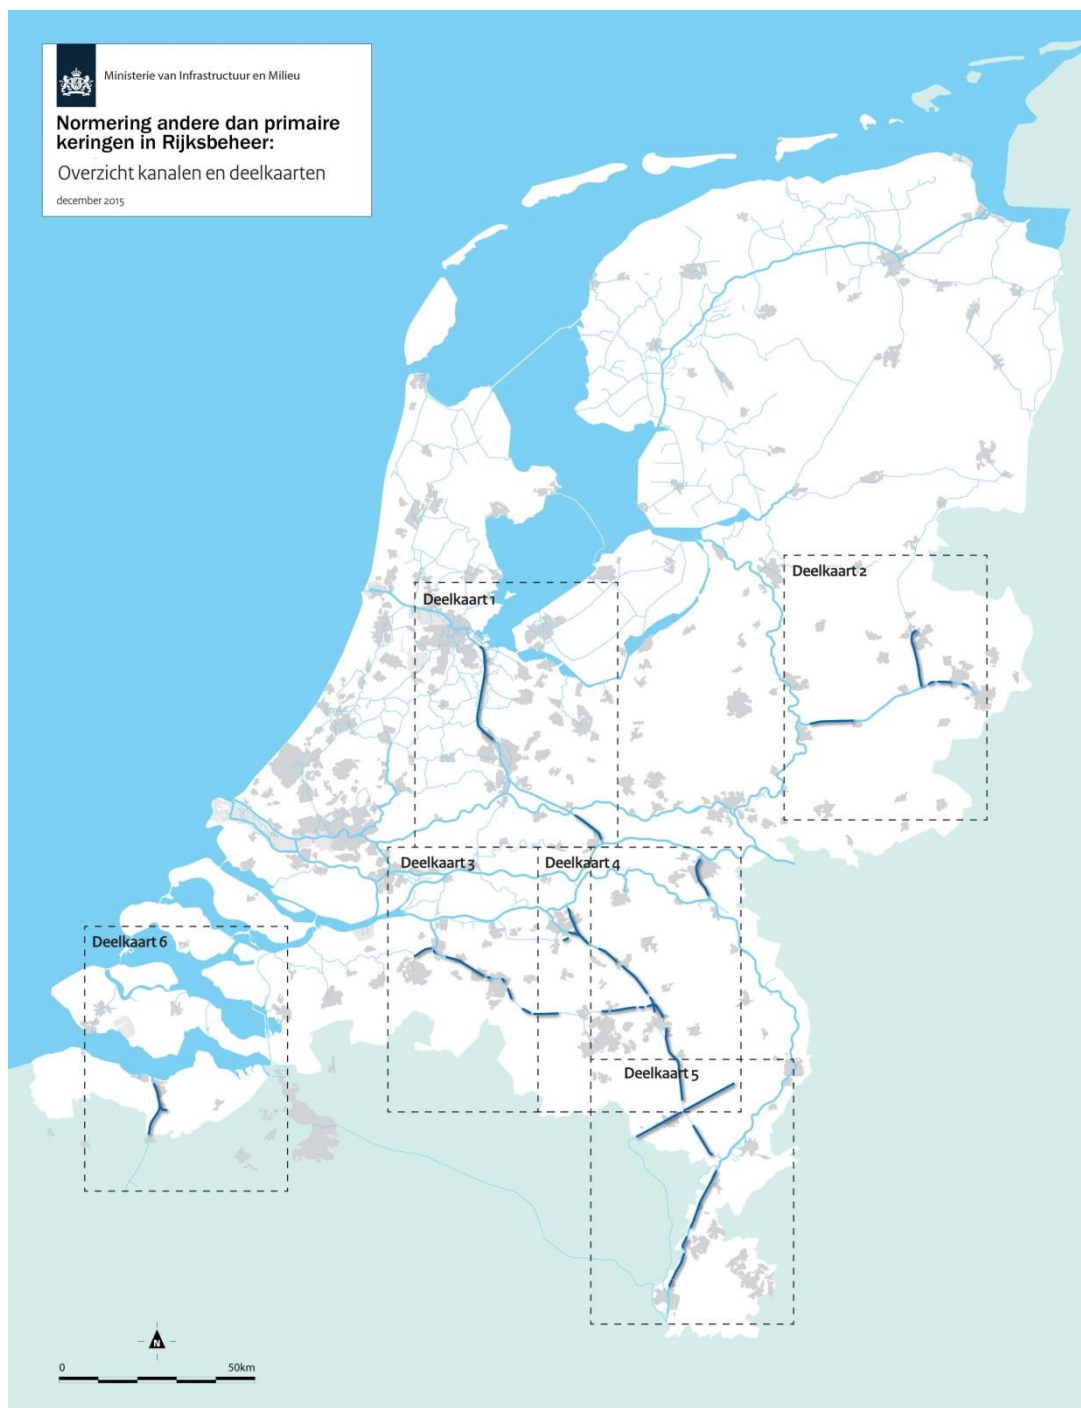 Ministerie van Infrastructuur en Milieu
Normering andere dan primaire
keringen in Rijksbeheer:
Overzicht kanalen en deelkaarten
december 2015
Deelkaart 2
Deelkaart 1
Deelkaart 3
Deelkaart 4
Deelkaart 6
Deelkaart 5
N
0
50km